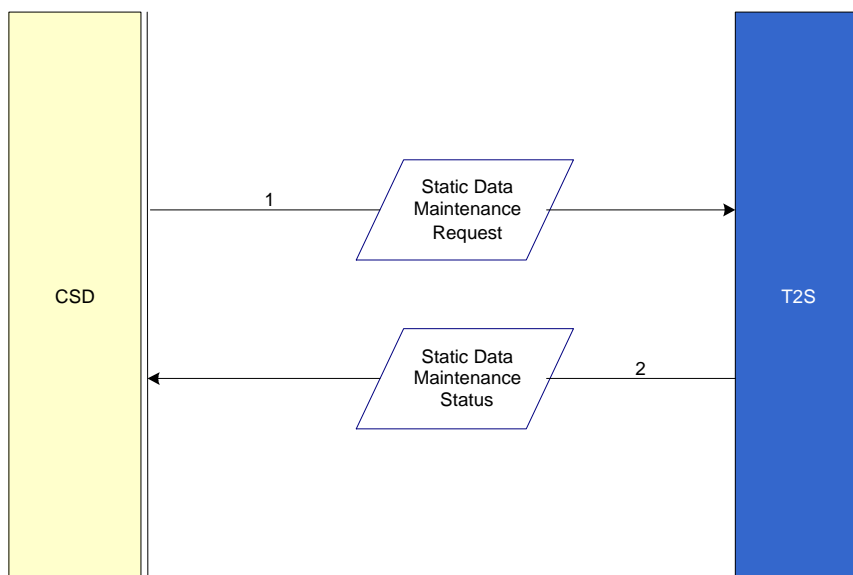 1
Static Data
Maintenance
Request
CSD
T2S
Static Data
Maintenance
Status
2